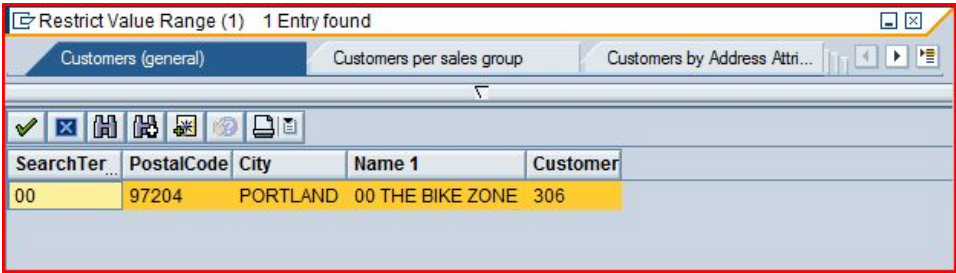 Restrict Value Range (1) 1 Entry found
Customers (general) Customers per sales group Customers by Address Attri...
SearchTer... PostalCode City Name 1 Customer
00 97204 PORTLAND 00 THE BIKE ZONE 306